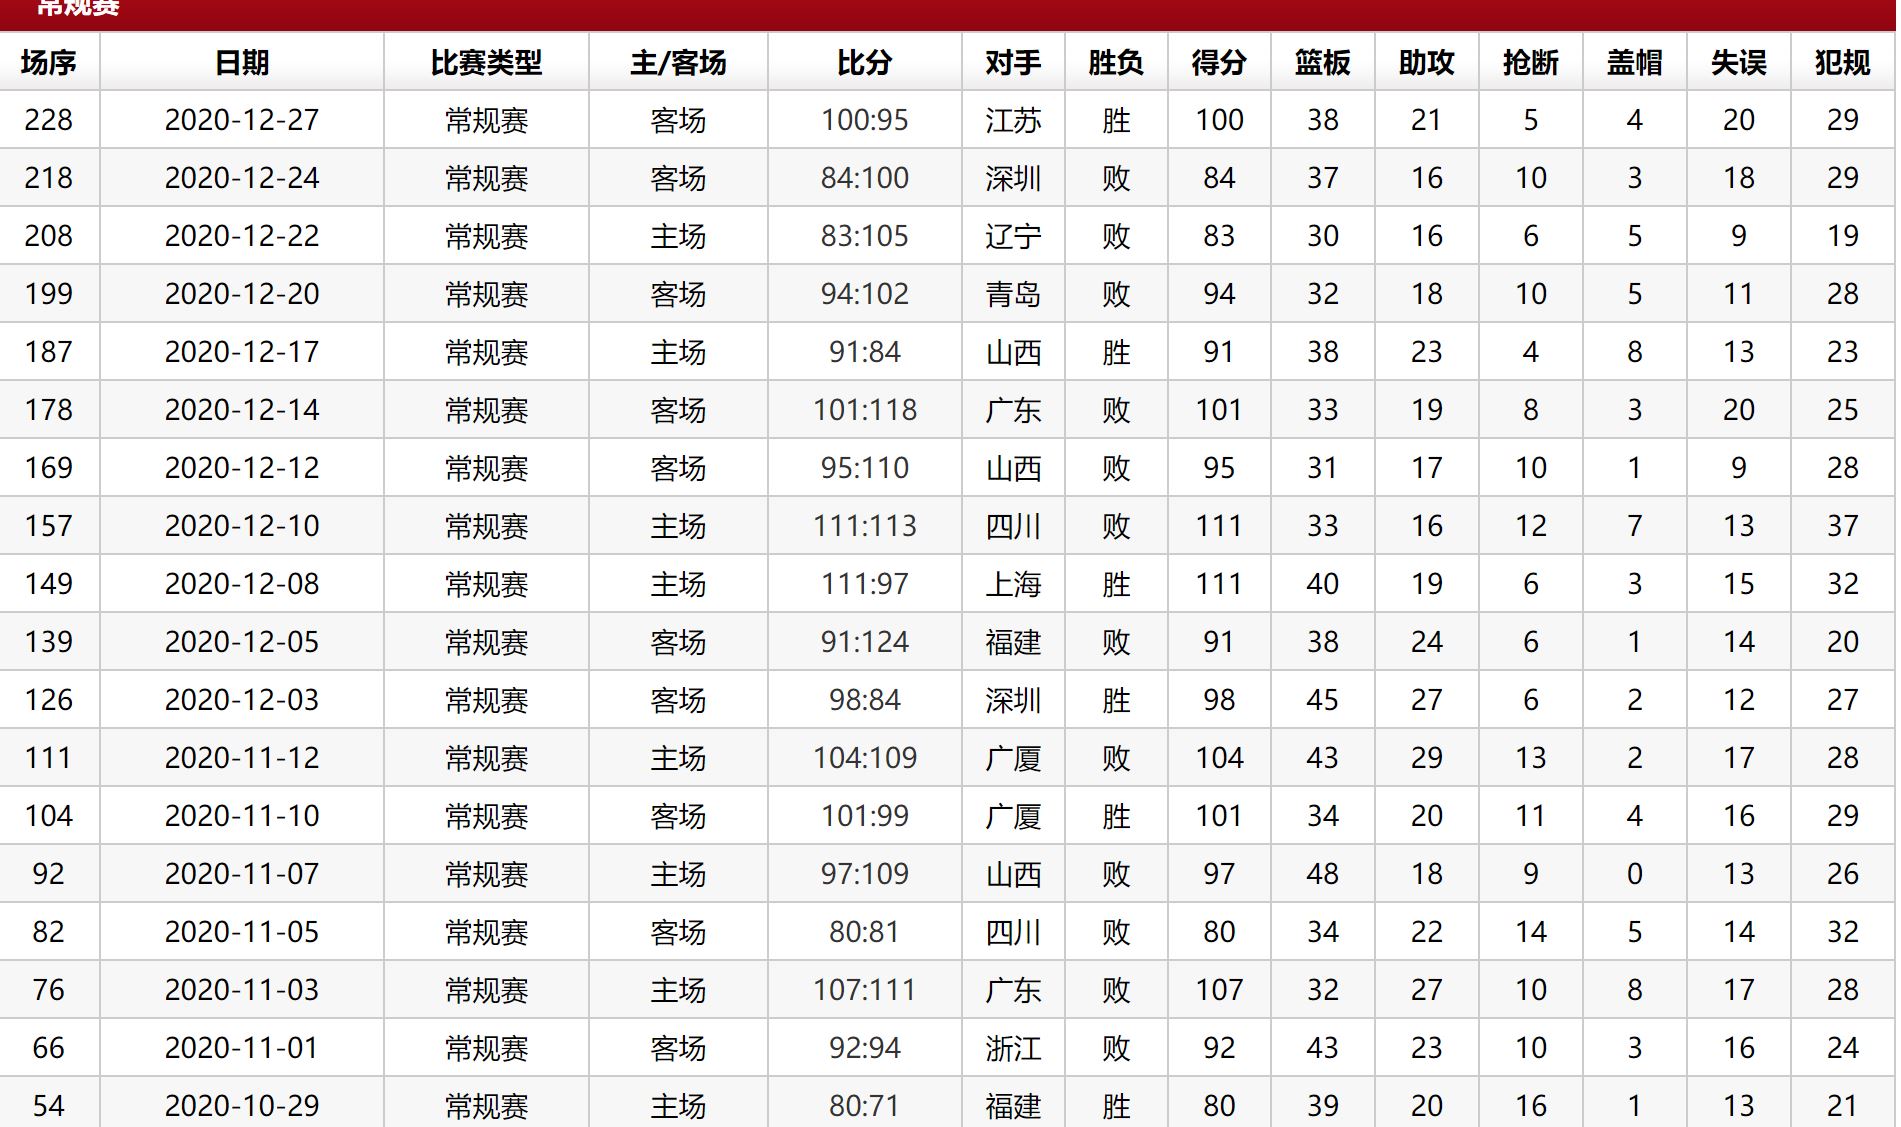 常规赛
场序 日期 比赛类型 主/客场 比分 对手 胜负 得分 篮板 助攻 抢断 盖帽 失误 犯规
228 2020-12-27 常规赛 客场 100:95 江苏 胜 100 38 21 5 4 20 29
218 2020-12-24 常规赛 客场 84:100 深圳 败 84 37 16 10 3 18 29
208 2020-12-22 常规赛 主场 83:105 辽宁 败 83 30 16 6 5 9 19
199 2020-12-20 常规赛 客场 94:102 青岛 败 94 32 18 10 5 11 28
187 2020-12-17 常规赛 主场 91:84 山西 胜 91 38 23 4 8 13 23
178 2020-12-14 常规赛 客场 101:118 广东 败 101 33 19 8 3 20 25
169 2020-12-12 常规赛 客场 95:110 山西 败 95 31 17 10 1 9 28
157 2020-12-10 常规赛 主场 111:113 四川 败 111 33 16 12 7 13 37
149 2020-12-08 常规赛 主场 111:97 上海 胜 111 40 19 6 3 15 32
139 2020-12-05 常规赛 客场 91:124 福建 败 91 38 24 6 1 14 20
126 2020-12-03 常规赛 客场 98:84 深圳 胜 98 45 27 6 2 12 27
111 2020-11-12 常规赛 主场 104:109 广厦 败 104 43 29 13 2 17 28
104 2020-11-10 常规赛 客场 101:99 广厦 胜 101 34 20 11 4 16 29
92 2020-11-07 常规赛 主场 97:109 山西 败 97 48 18 9 0 13 26
82 2020-11-05 常规赛 客场 80:81 四川 败 80 34 22 14 5 14 32
76 2020-11-03 常规赛 主场 107:111 广东 败 107 32 27 10 8 17 28
66 2020-11-01 常规赛 客场 92:94 浙江 败 92 43 23 10 3 16 24
54 2020-10-29 常规赛 主场 80:71 福建 胜 80 39 20 16 1 13 21